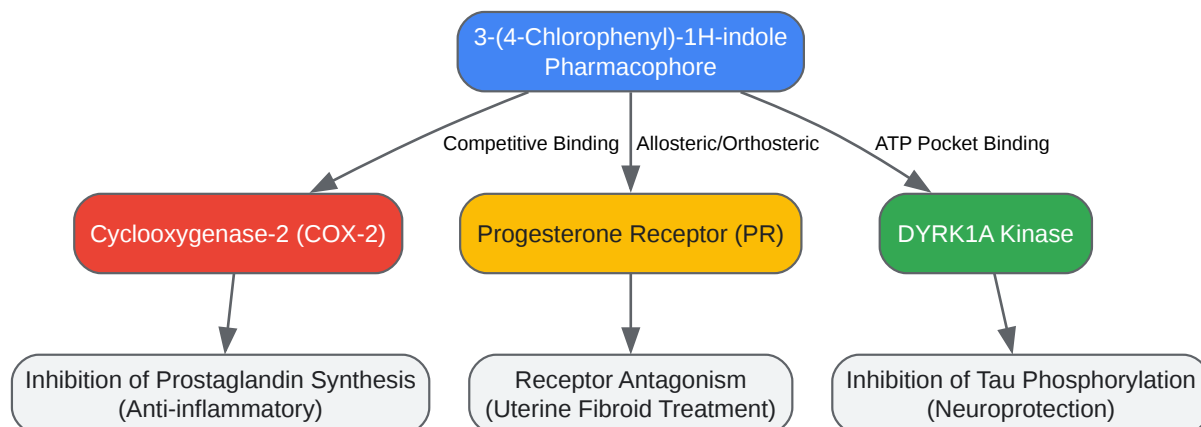 3-(4-Chlorophenyl)-1H-indole
Pharmacophore
Competitive Binding
Allosteric/Orthosteric
ATP Pocket Binding
Cyclooxygenase-2 (COX-2)
Progesterone Receptor (PR)
DYRK1A Kinase
Inhibition of Prostaglandin Synthesis
(Anti-inflammatory)
Receptor Antagonism
(Uterine Fibroid Treatment)
Inhibition of Tau Phosphorylation
(Neuroprotection)